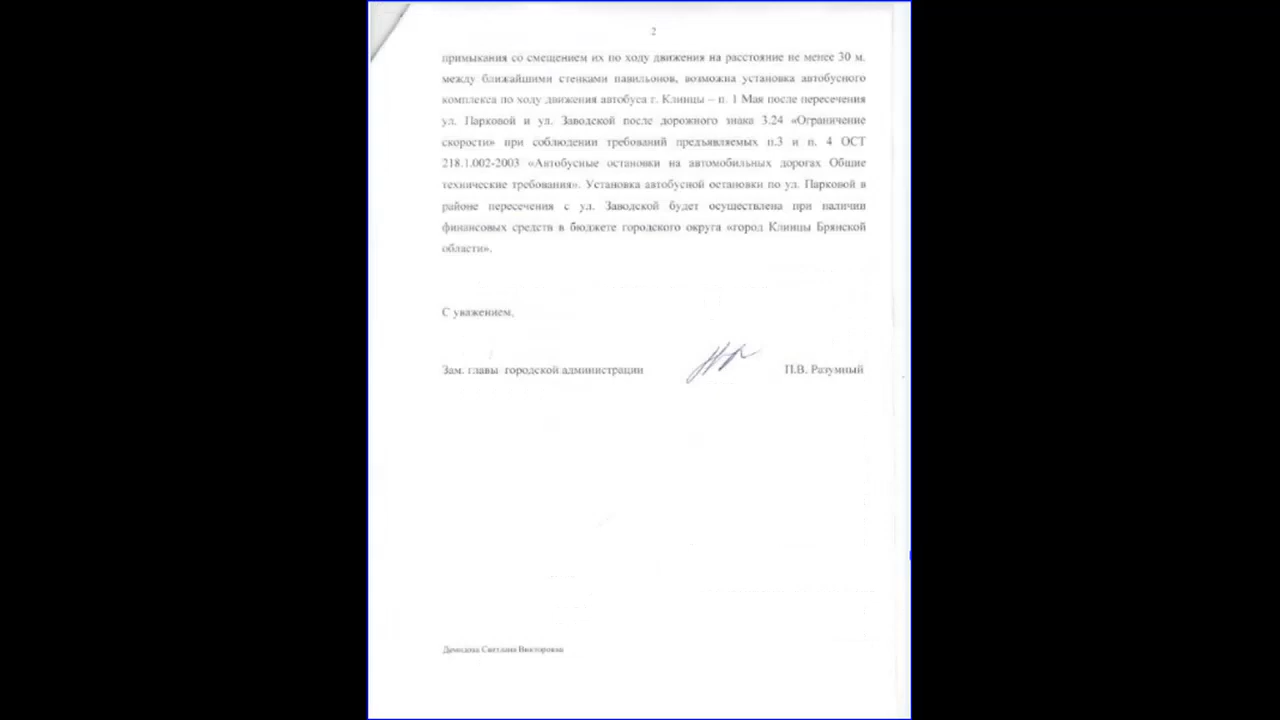 2
примыкания со смещением их по ходу движения на расстояние не менее 30 м.
между ближайшими стенками павильонов, возможна установка автобусного
комплекса по ходу движения автобуса г. Клинцы – п. 1 Мая после пересечения
ул. Парковой и ул. Заводской после дорожного знака 3.24 «Ограничение
скорости» при соблюдении требований предъявляемых п.3 и п. 4 ОСТ
218.1.002-2003 «Автобусные остановки на автомобильных дорогах Общие
технические требования». Установка автобусной остановки по ул. Парковой в
районе пересечения с ул. Заводской будет осуществлена при наличии
финансовых средств в бюджете городского округа «город Клинцы Брянской
области».
С уважением,
Зам. главы городской администрации П.В. Разумный
Демидова Светлана Викторовна